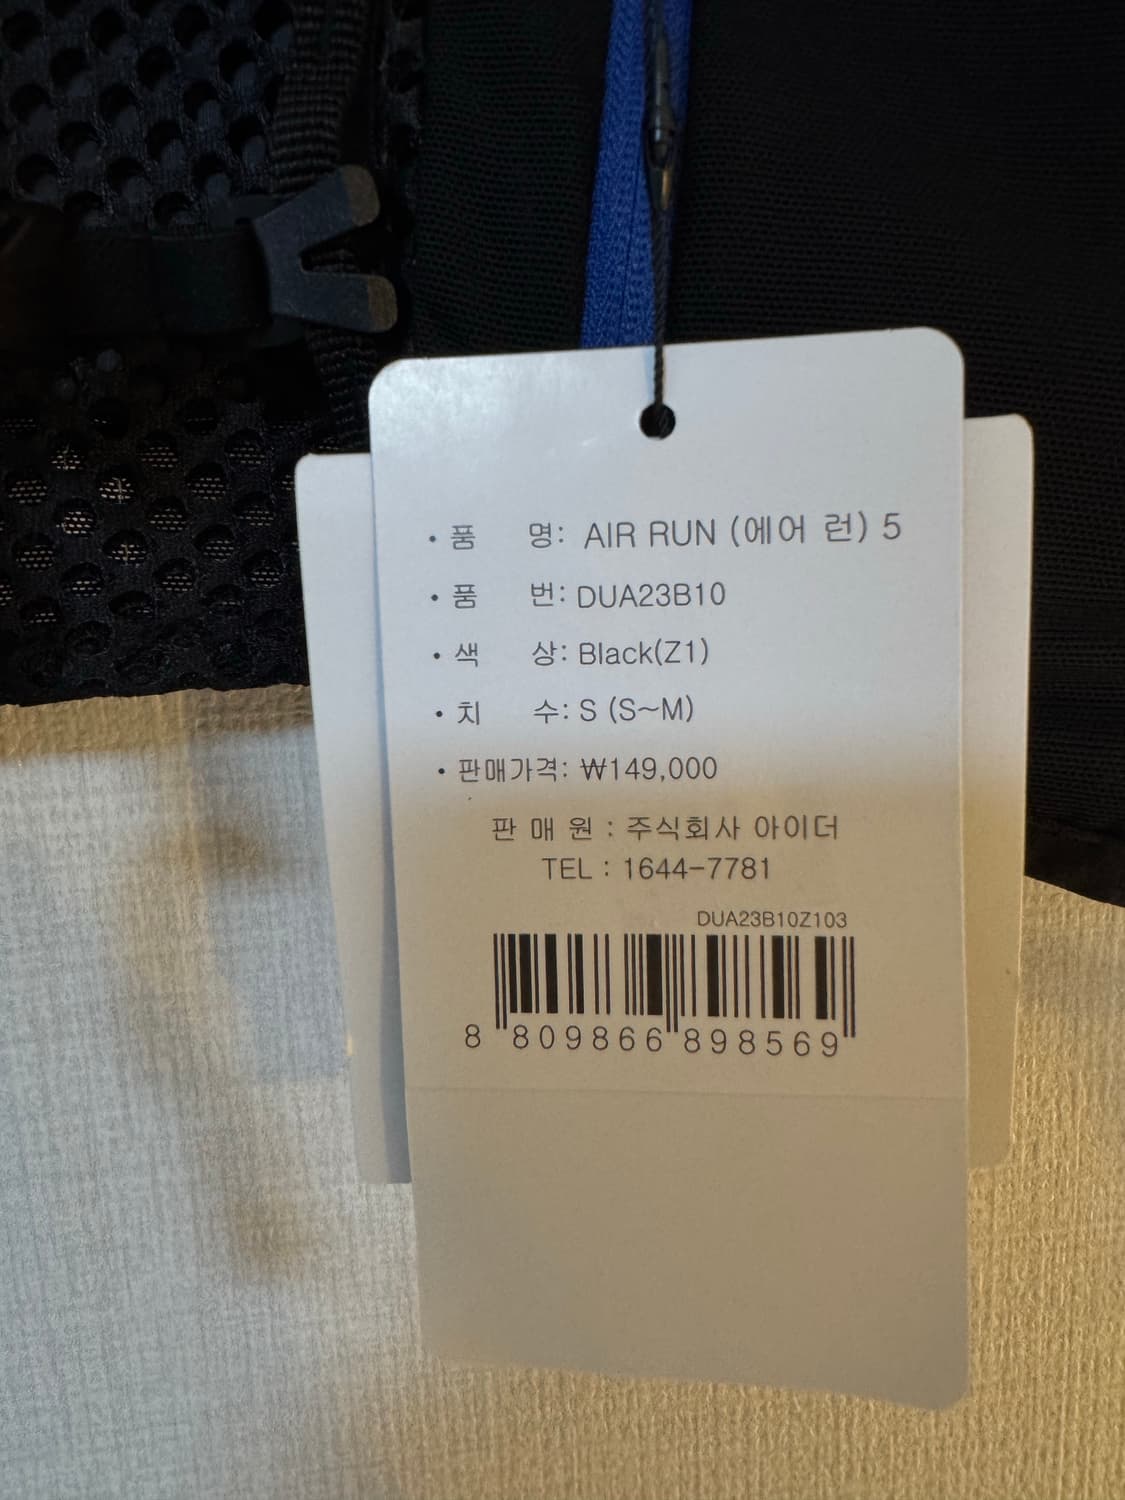 • 품 명: AIR RUN (에어 런) 5
• 품 번: DUA23B10
• 색 상: Black(Z1)
• 치 수: S (S~M)
• 판매가격: ₩149,000
판 매 원 : 주식회사 아이더
TEL : 1644-7781
DUA23B10Z103
8 809866 898569